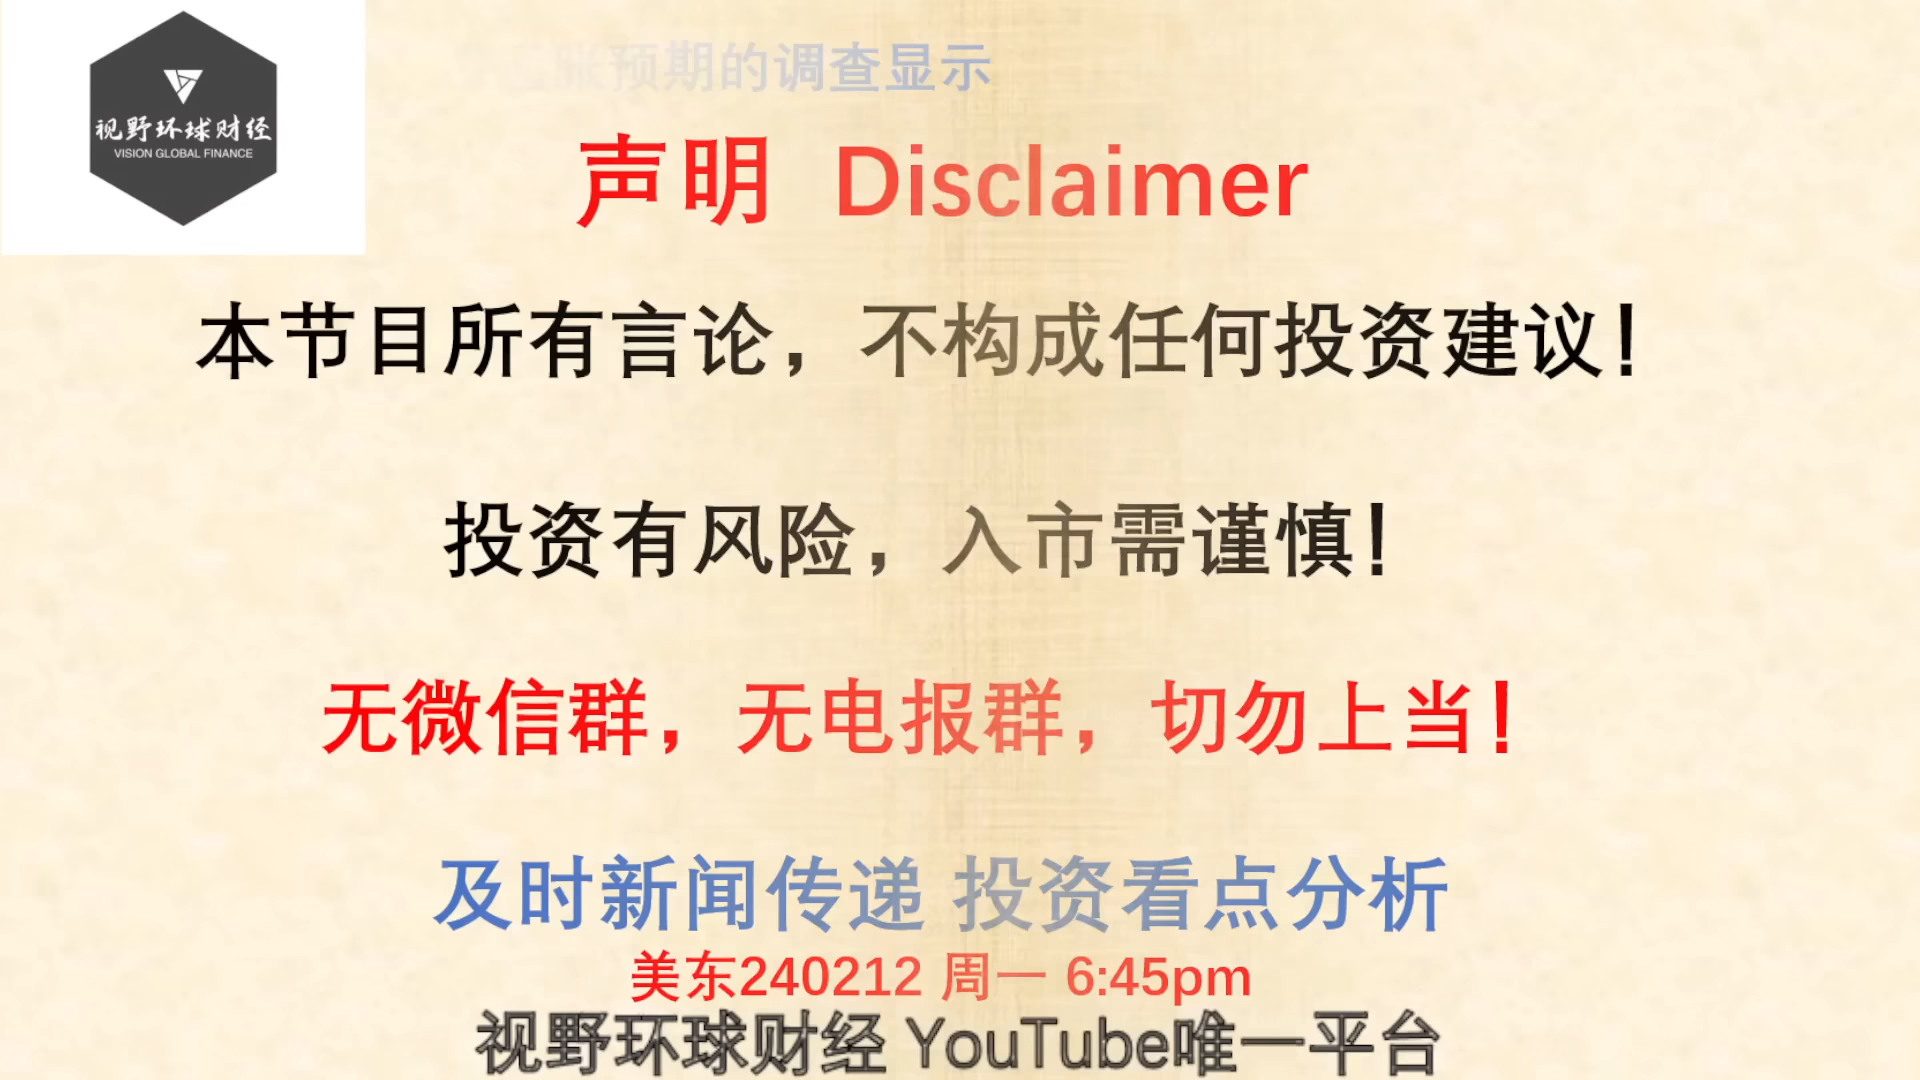 视野环球财经
VISION GLOBAL FINANCE
胀预期的调查显示
声明 Disclaimer
本节目所有言论，不构成任何投资建议！
投资有风险，入市需谨慎！
无微信群，无电报群，切勿上当！
及时新闻传递 投资看点分析
美东240212 周一 6:45pm
视野环球财经 YouTube唯一平台